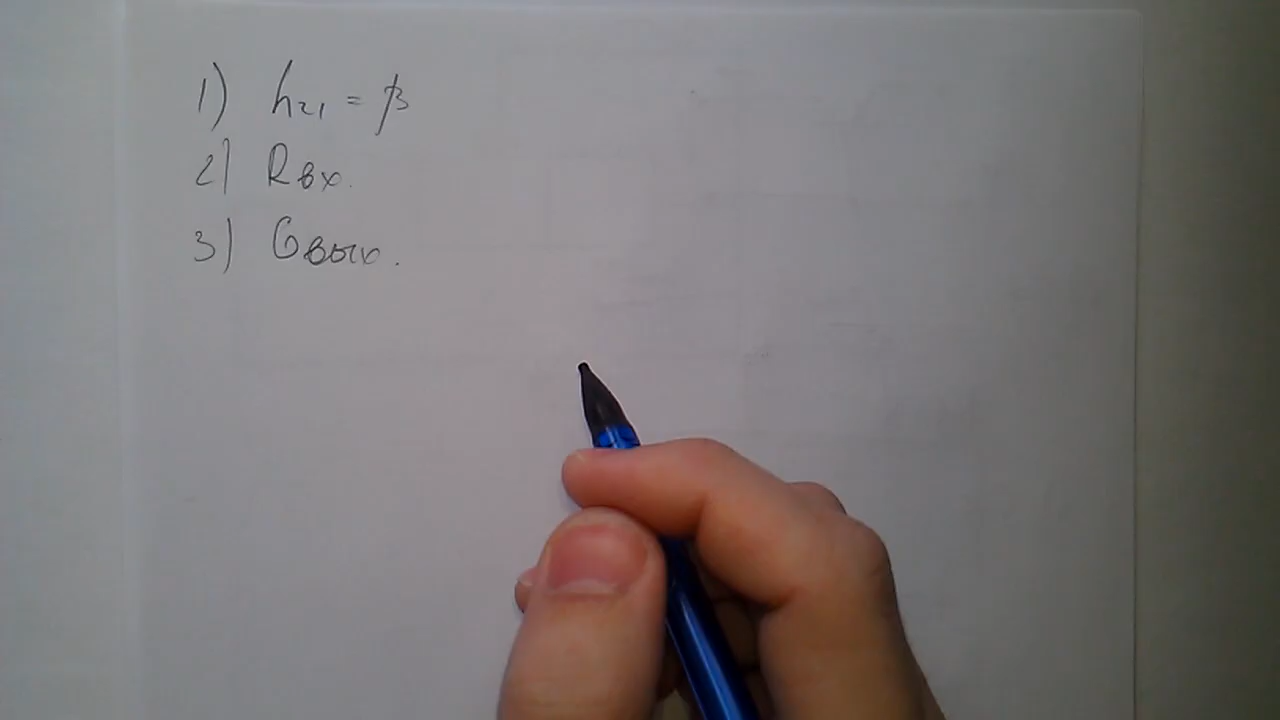 1) h21 = β
2) Rвх.
3) Gвых.